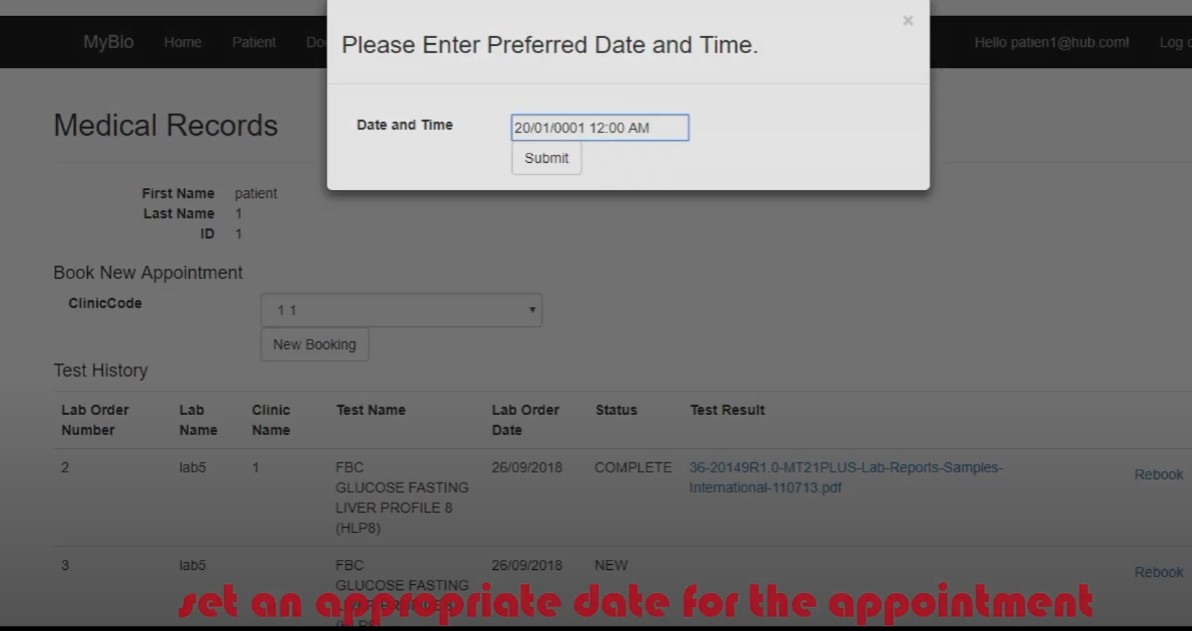 MyBio Home Patient
Hello patien1@hub.com! Log
×
Please Enter Preferred Date and Time.
Date and Time 20/01/0001 12:00 AM
Submit
Medical Records
First Name patient
Last Name 1
ID 1
Book New Appointment
ClinicCode 1 1
New Booking
Test History
Lab Order Number Lab Name Clinic Name Test Name Lab Order Date Status Test Result
2 lab5 1 FBC 26/09/2018 COMPLETE 36-20149R1.0-MT21PLUS-Lab-Reports-Samples-
GLUCOSE FASTING International-110713.pdf Rebook
LIVER PROFILE 8
(HLP8)
3 lab5 FBC 26/09/2018 NEW Rebook
GLUCOSE FASTING
set an appropriate date for the appointment